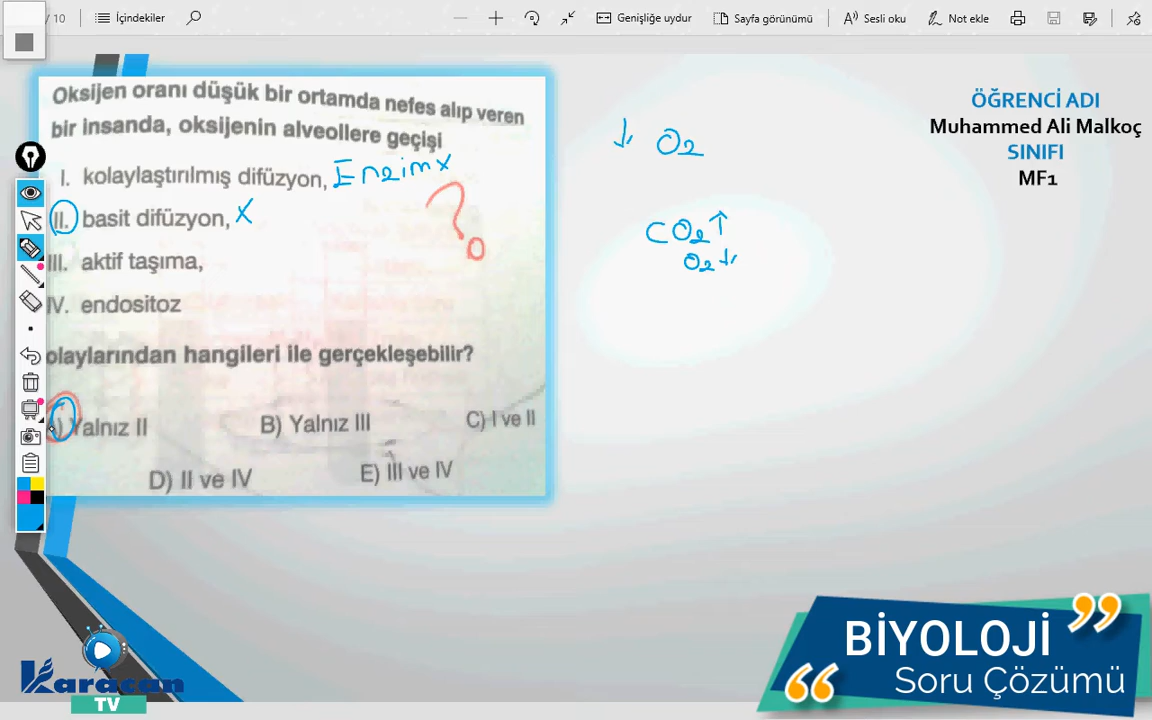 / 10
İçindekiler
Genişliğe uydur
Sayfa görünümü
Sesli oku
Not ekle
Oksijen oranı düşük bir ortamda nefes alıp veren
bir insanda, oksijenin alveollere geçişi
I. kolaylaştırılmış difüzyon, Enzim x
II. basit difüzyon, x
III. aktif taşıma,
IV. endositoz
olaylarından hangileri ile gerçekleşebilir?
A) Yalnız II
B) Yalnız III
C) I ve II
D) II ve IV
E) III ve IV
?
↓ O2
CO2 ↑
O2 ↓
ÖĞRENCİ ADI
Muhammed Ali Malkoç
SINIFI
MF1
Karacan
TV
BİYOLOJİ
Soru Çözümü